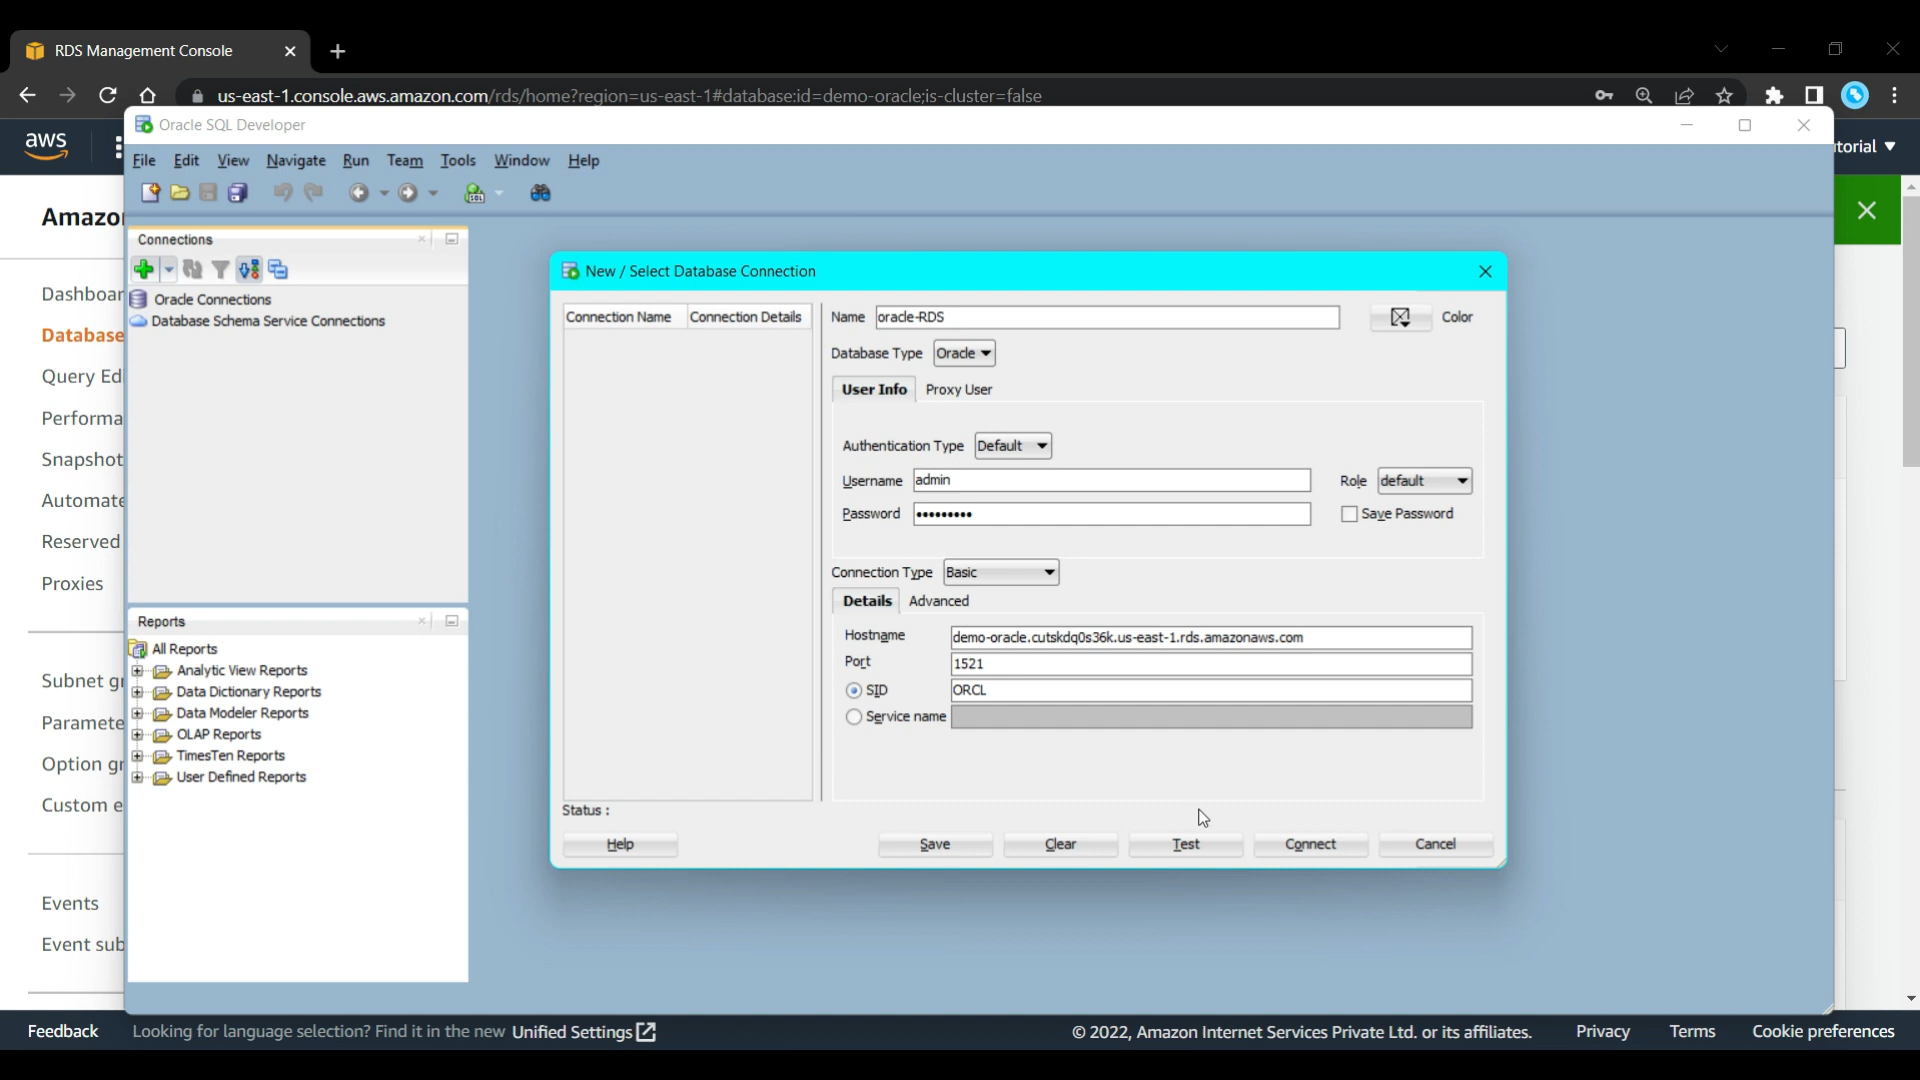 RDS Management Console
us-east-1.console.aws.amazon.com/rds/home?region=us-east-1#database:id=demo-oracle;is-cluster=false
aws
torial
Oracle SQL Developer
File Edit View Navigate Run Team Tools Window Help
SQL
Amazo
Dashboar
Database
Query Ed
Performa
Snapshot
Automate
Reserved
Proxies
Subnet gr
Paramete
Option gr
Custom e
Events
Event sub
Connections
Oracle Connections
Database Schema Service Connections
Reports
All Reports
Analytic View Reports
Data Dictionary Reports
Data Modeler Reports
OLAP Reports
TimesTen Reports
User Defined Reports
New / Select Database Connection
Connection Name Connection Details
Name oracle-RDS Color
Database Type Oracle
User Info Proxy User
Authentication Type Default
Username admin Role default
Password ••••••••• Save Password
Connection Type Basic
Details Advanced
Hostname demo-oracle.cutskdq0s36k.us-east-1.rds.amazonaws.com
Port 1521
SID ORCL
Service name
Status :
Help Save Clear Test Connect Cancel
Feedback Looking for language selection? Find it in the new Unified Settings © 2022, Amazon Internet Services Private Ltd. or its affiliates. Privacy Terms Cookie preferences